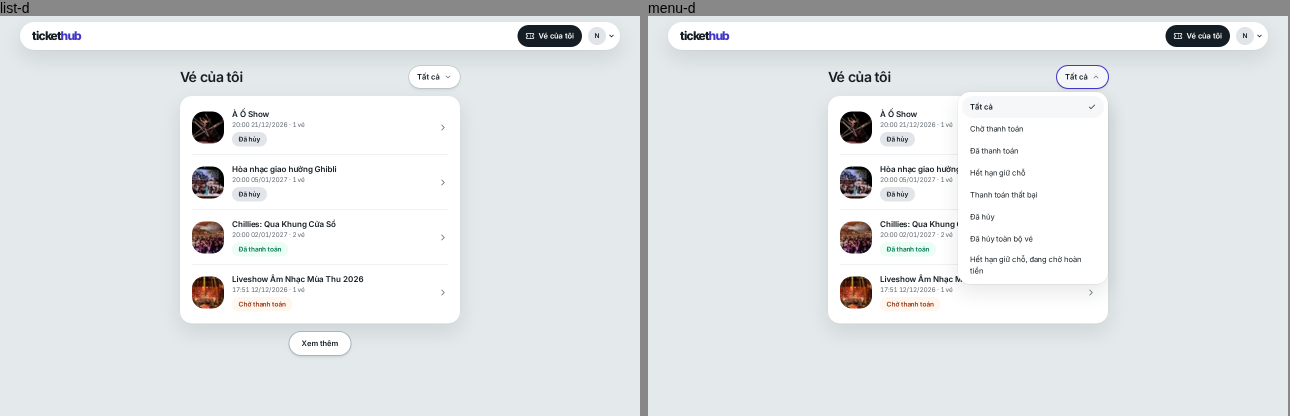 list-d
tickethub
Vé của tôi
N
Vé của tôi
Tất cả
À Ố Show
20:00 21/12/2026 · 1 vé
Đã hủy
Hòa nhạc giao hưởng Ghibli
20:00 05/01/2027 · 1 vé
Đã hủy
Chillies: Qua Khung Cửa Sổ
20:00 02/01/2027 · 2 vé
Đã thanh toán
Liveshow Âm Nhạc Mùa Thu 2026
17:51 12/12/2026 · 1 vé
Chờ thanh toán
Xem thêm
menu-d
tickethub
Vé của tôi
N
Vé của tôi
Tất cả
À Ố Show
20:00 21/12/2026 · 1 vé
Đã hủy
Hòa nhạc giao hưởng
20:00 05/01/2027 · 1 vé
Đã hủy
Chillies: Qua Khung
20:00 02/01/2027 · 2 vé
Đã thanh toán
Liveshow Âm Nhạc M
17:51 12/12/2026 · 1 vé
Chờ thanh toán
Tất cả
Chờ thanh toán
Đã thanh toán
Hết hạn giữ chỗ
Thanh toán thất bại
Đã hủy
Đã hủy toàn bộ vé
Hết hạn giữ chỗ, đang chờ hoàn
tiền